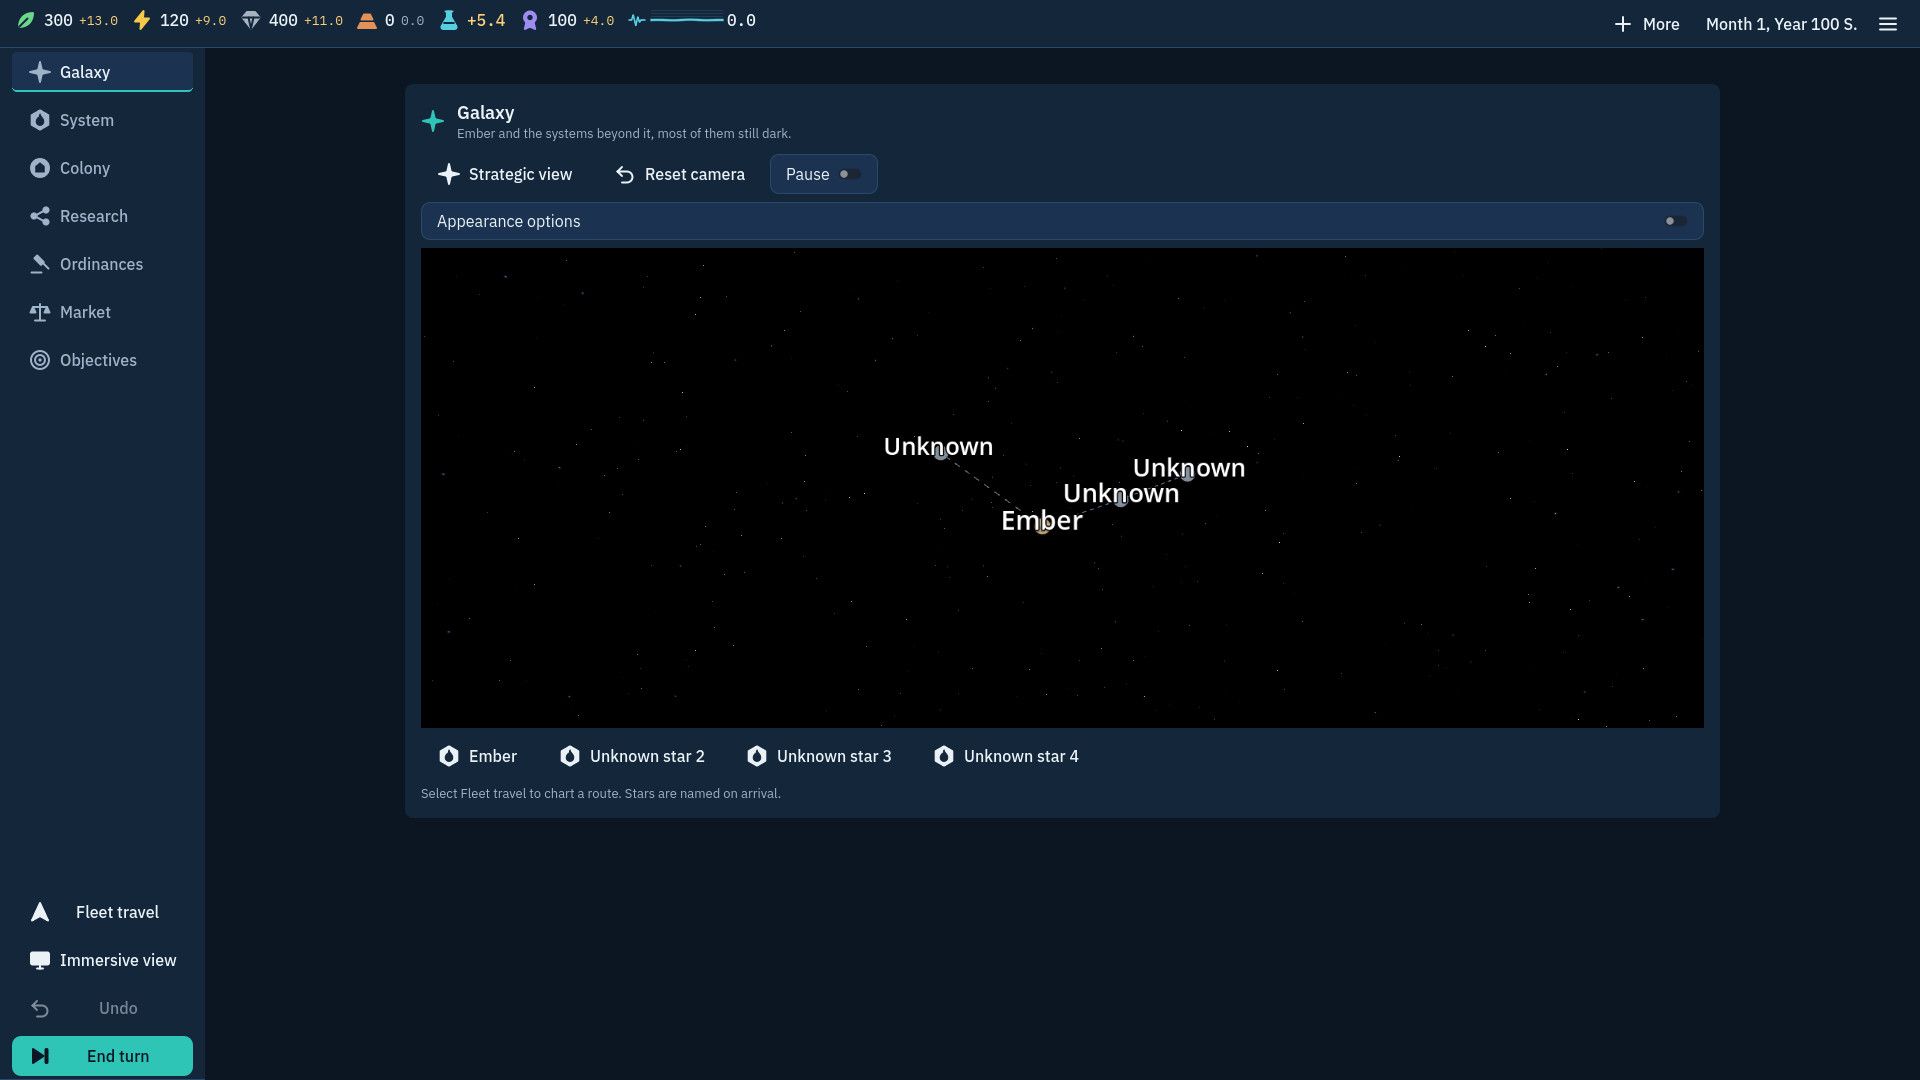 300 +13.0 120 +9.0 400 +11.0 0 0.0 +5.4 100 +4.0 0.0 More Month 1, Year 100 S.
Galaxy
System
Colony
Research
Ordinances
Market
Objectives
Fleet travel
Immersive view
Undo
End turn
Galaxy
Ember and the systems beyond it, most of them still dark.
Strategic view Reset camera Pause
Appearance options
Unknown
Unknown
Unknown
Ember
Ember Unknown star 2 Unknown star 3 Unknown star 4
Select Fleet travel to chart a route. Stars are named on arrival.